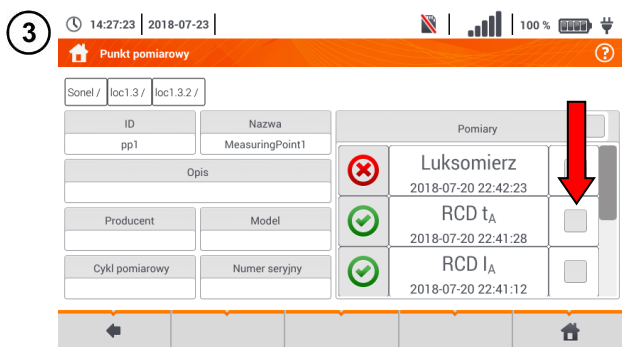 3
14:27:23 2018-07-23 100 %
Punkt pomiarowy ?
Sonel / loc1.3 / loc1.3.2 /
ID Nazwa
pp1 MeasuringPoint1
Opis
Producent Model
Cykl pomiarowy Numer seryjny
Pomiary
Luksomierz
2018-07-20 22:42:23
RCD tA
2018-07-20 22:41:28
RCD IA
2018-07-20 22:41:12